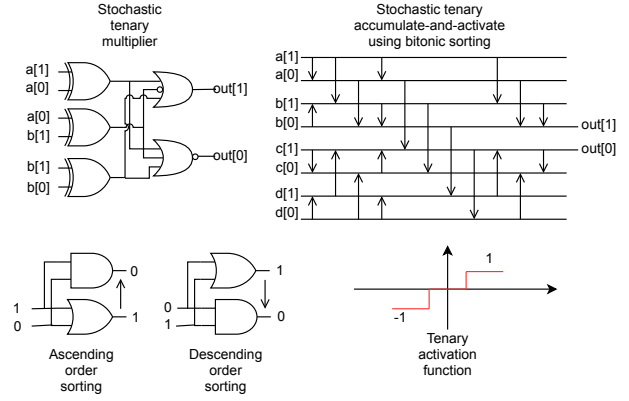 Stochastic
tenary
multiplier
a[1]
a[0]
a[0]
b[1]
b[1]
b[0]
out[1]
out[0]
Stochastic tenary
accumulate-and-activate
using bitonic sorting
a[1]
a[0]
b[1]
b[0]
c[1]
c[0]
d[1]
d[0]
out[1]
out[0]
1
0
0
1
Ascending
order
sorting
0
1
1
0
Descending
order
sorting
1
-1
Tenary
activation
function